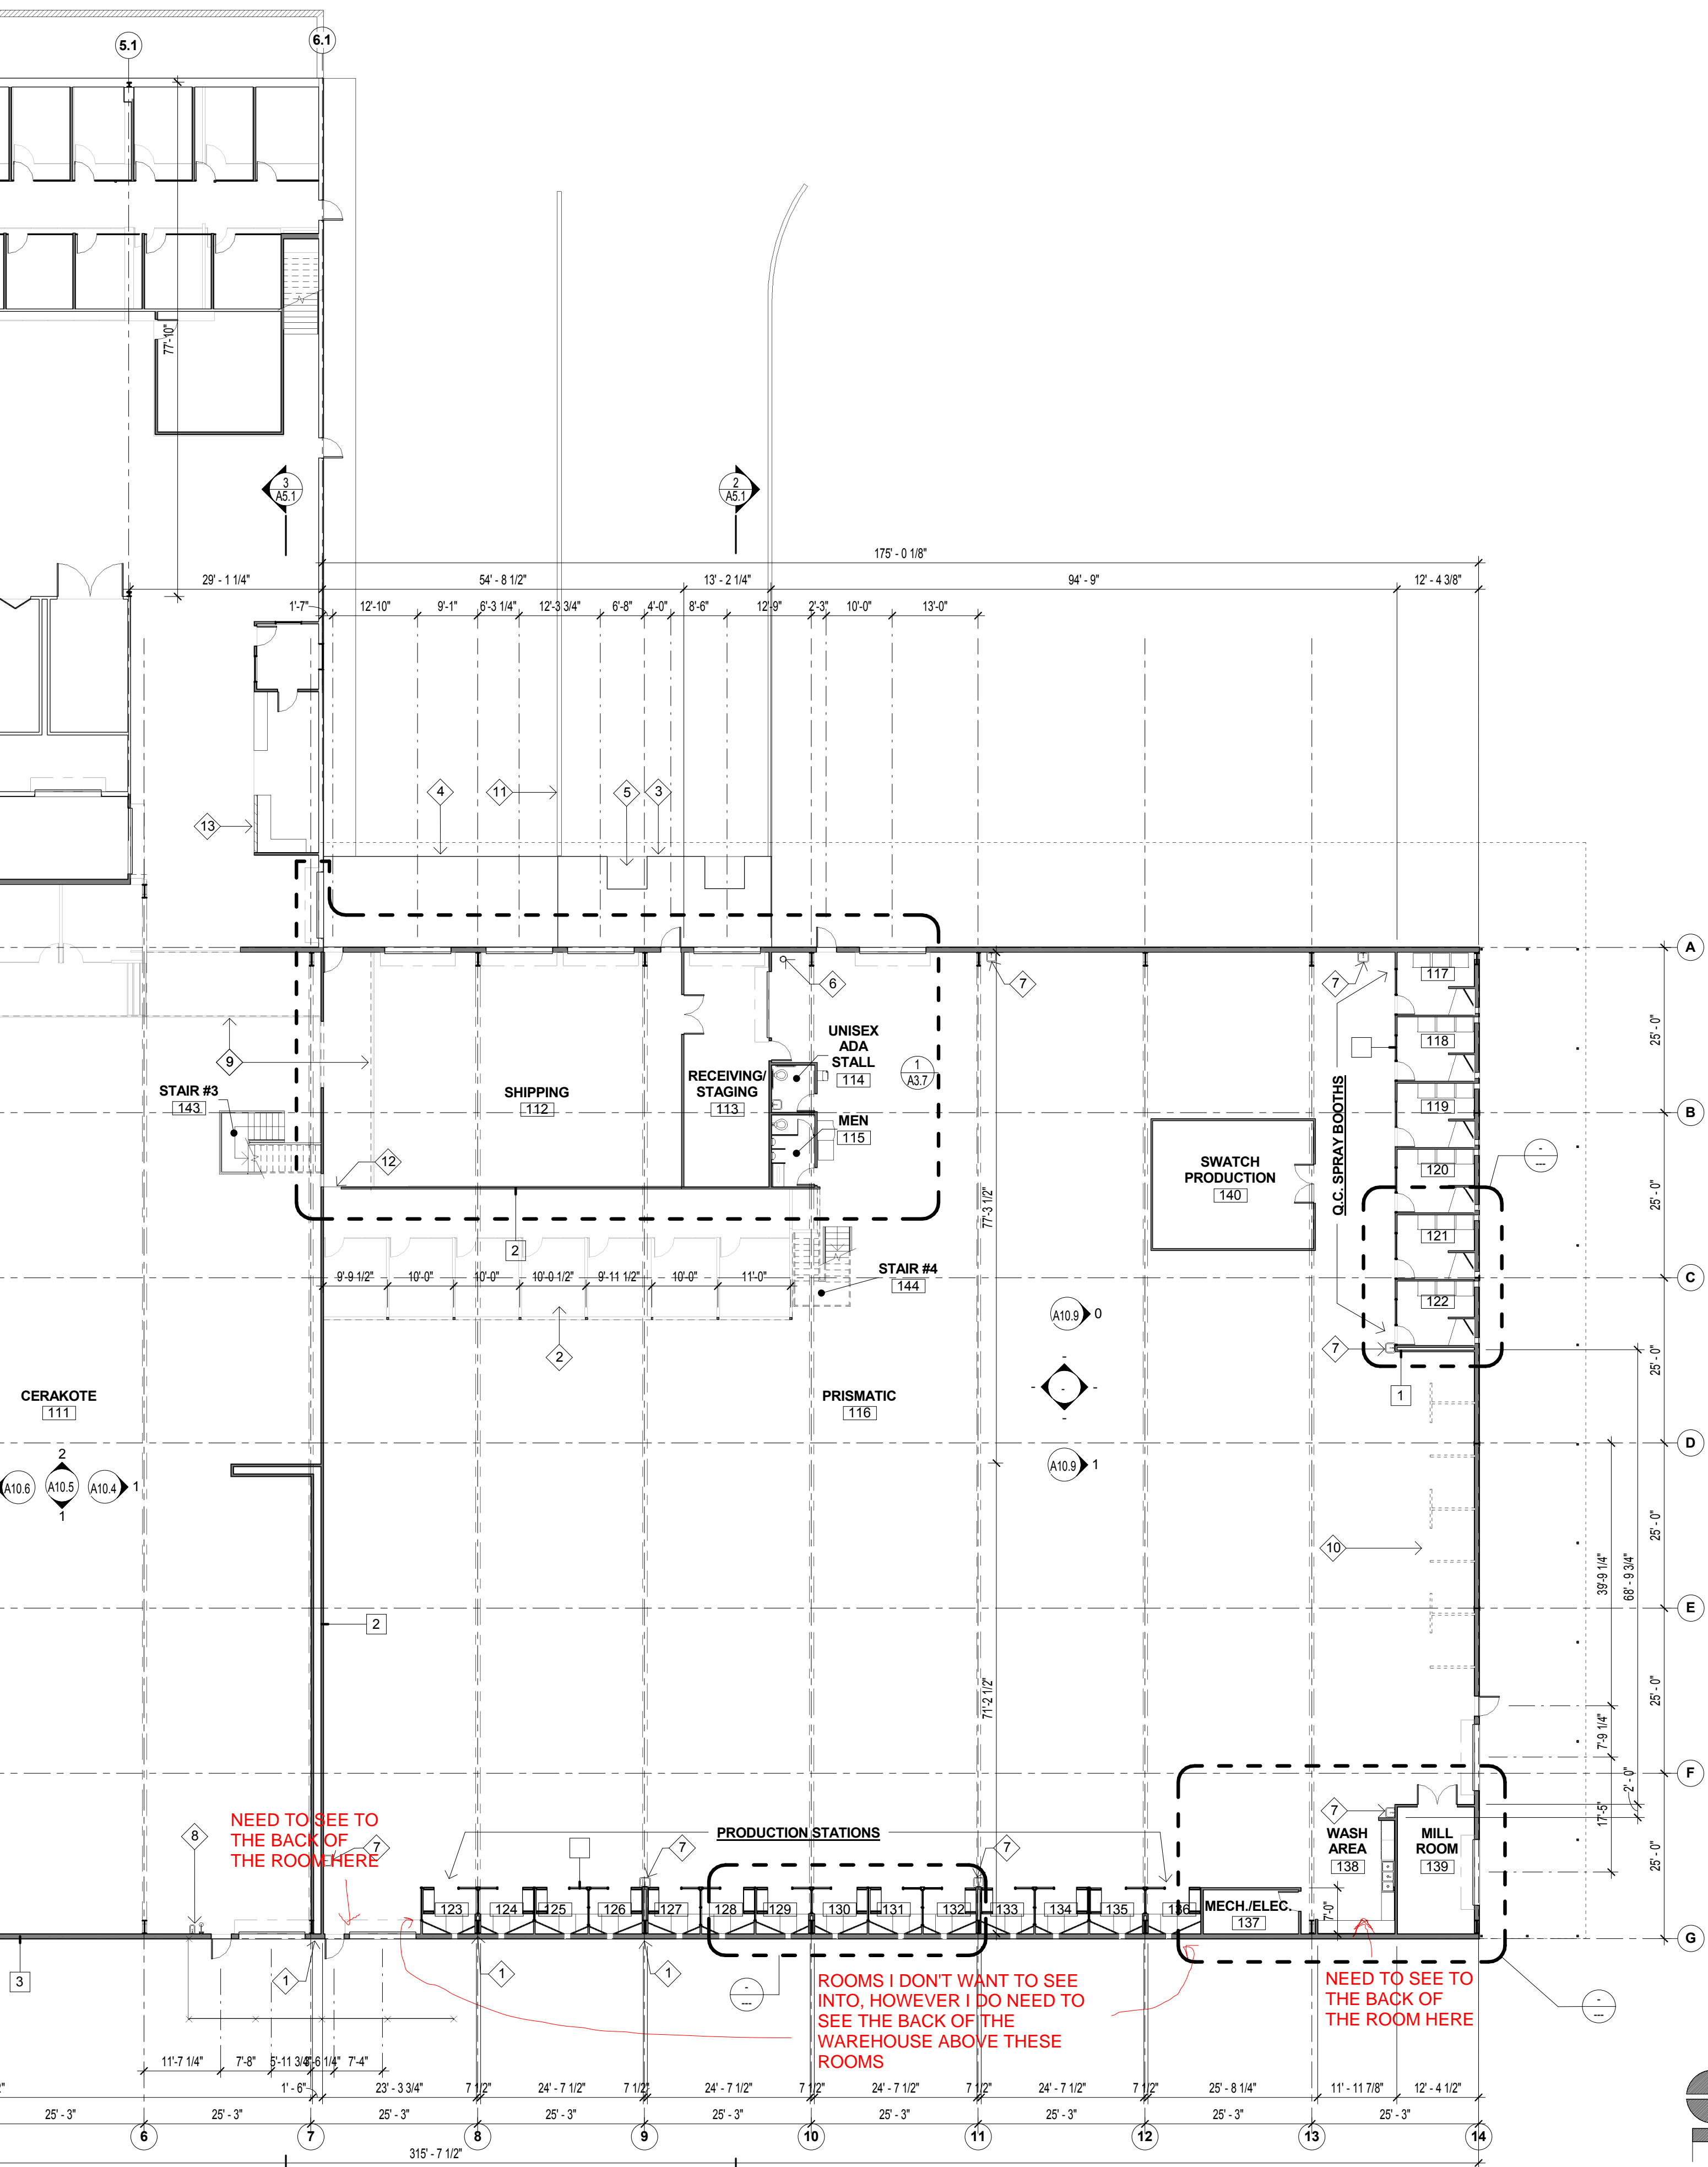 5.1
6.1
77'-10"
3
A5.1
2
A5.1
175' - 0 1/8"
29' - 1 1/4"
54' - 8 1/2"
13' - 2 1/4"
94' - 9"
12' - 4 3/8"
1'-7"
12'-10"
9'-1"
6'-3 1/4"
12'-3 3/4"
6'-8"
4'-0"
8'-6"
12'-9"
2'-3"
10'-0"
13'-0"
4
11
5
3
13
A
6
7
7
117
25' - 0"
UNISEX
ADA
STALL
114
1
A3.7
118
9
STAIR #3
143
SHIPPING
112
RECEIVING/
STAGING
113
119
B
MEN
115
Q.C. SPRAY BOOTHS
12
SWATCH
PRODUCTION
140
120
-
---
25' - 0"
77'-3 1/2"
121
2
9'-9 1/2"
10'-0"
10'-0"
10'-0 1/2"
9'-11 1/2"
10'-0"
11'-0"
STAIR #4
144
C
122
A10.9
0
2
7
25' - 0"
-
-
-
-
-
1
CERAKOTE
111
PRISMATIC
116
D
2
A10.6
A10.5
A10.4
1
1
A10.9
1
25' - 0"
10
39'-9 1/4"
68' - 9 3/4"
E
2
71'-2 1/2"
25' - 0"
7'-9 1/4"
F
2' - 0"
17'-5"
NEED TO SEE TO
THE BACK OF
THE ROOM HERE
8
7
PRODUCTION STATIONS
7
7
7
WASH
AREA
138
MILL
ROOM
139
25' - 0"
123
124
125
126
127
128
129
130
131
132
133
134
135
136
MECH./ELEC.
137
7'-0"
G
3
1
1
1
-
---
ROOMS I DON'T WANT TO SEE
INTO, HOWEVER I DO NEED TO
SEE THE BACK OF THE
WAREHOUSE ABOVE THESE
ROOMS
NEED TO SEE TO
THE BACK OF
THE ROOM HERE
-
---
11'-7 1/4"
7'-8"
5'-11 3/4"
7'-4"
1' - 6"
23' - 3 3/4"
7 1/2"
24' - 7 1/2"
7 1/2"
24' - 7 1/2"
7 1/2"
24' - 7 1/2"
7 1/2"
24' - 7 1/2"
7 1/2"
25' - 8 1/4"
11' - 11 7/8"
12' - 4 1/2"
25' - 3"
25' - 3"
25' - 3"
25' - 3"
25' - 3"
25' - 3"
25' - 3"
25' - 3"
25' - 3"
6
7
8
9
10
11
12
13
14
315' - 7 1/2"